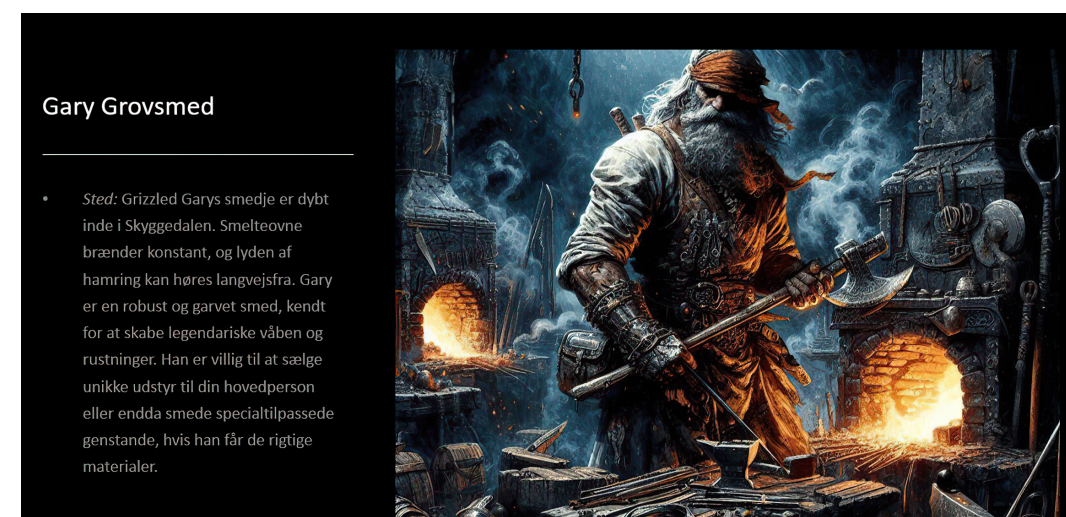 Gary Grovsmed
• Sted: Grizzled Garys smedje er dybt
inde i Skyggedalen. Smelteovne
brænder konstant, og lyden af
hamring kan høres langvejsfra. Gary
er en robust og garvet smed, kendt
for at skabe legendariske våben og
rustninger. Han er villig til at sælge
unikke udstyr til din hovedperson
eller endda smede specialtilpassede
genstande, hvis han får de rigtige
materialer.